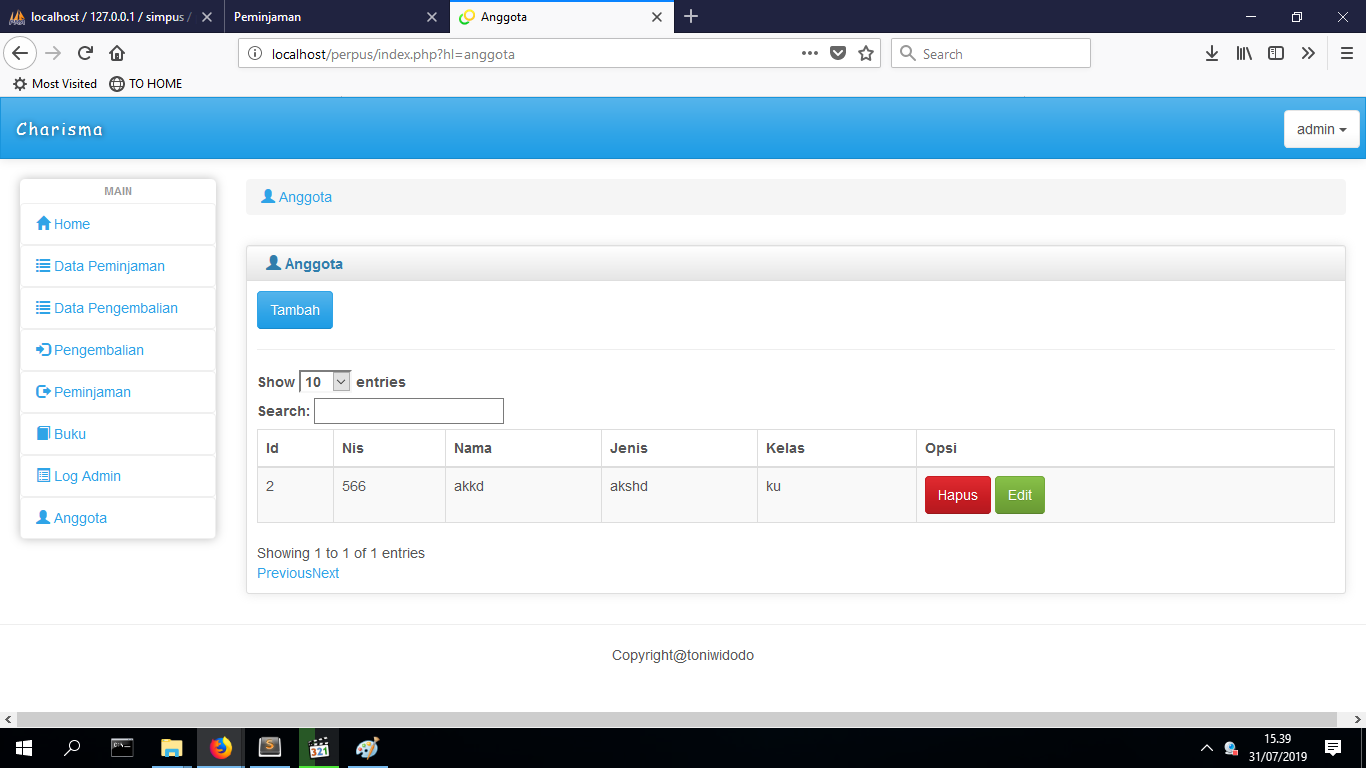 localhost / 127.0.0.1 / simpus /
Peminjaman
Anggota
localhost/perpus/index.php?hl=anggota
Search
Most Visited
TO HOME
Charisma
admin
MAIN
Home
Data Peminjaman
Data Pengembalian
Pengembalian
Peminjaman
Buku
Log Admin
Anggota
Anggota
Anggota
Tambah
Show 10 entries
Search:
Id Nis Nama Jenis Kelas Opsi
2 566 akkd akshd ku Hapus Edit
Showing 1 to 1 of 1 entries
PreviousNext
Copyright@toniwidodo
321
15.39
31/07/2019